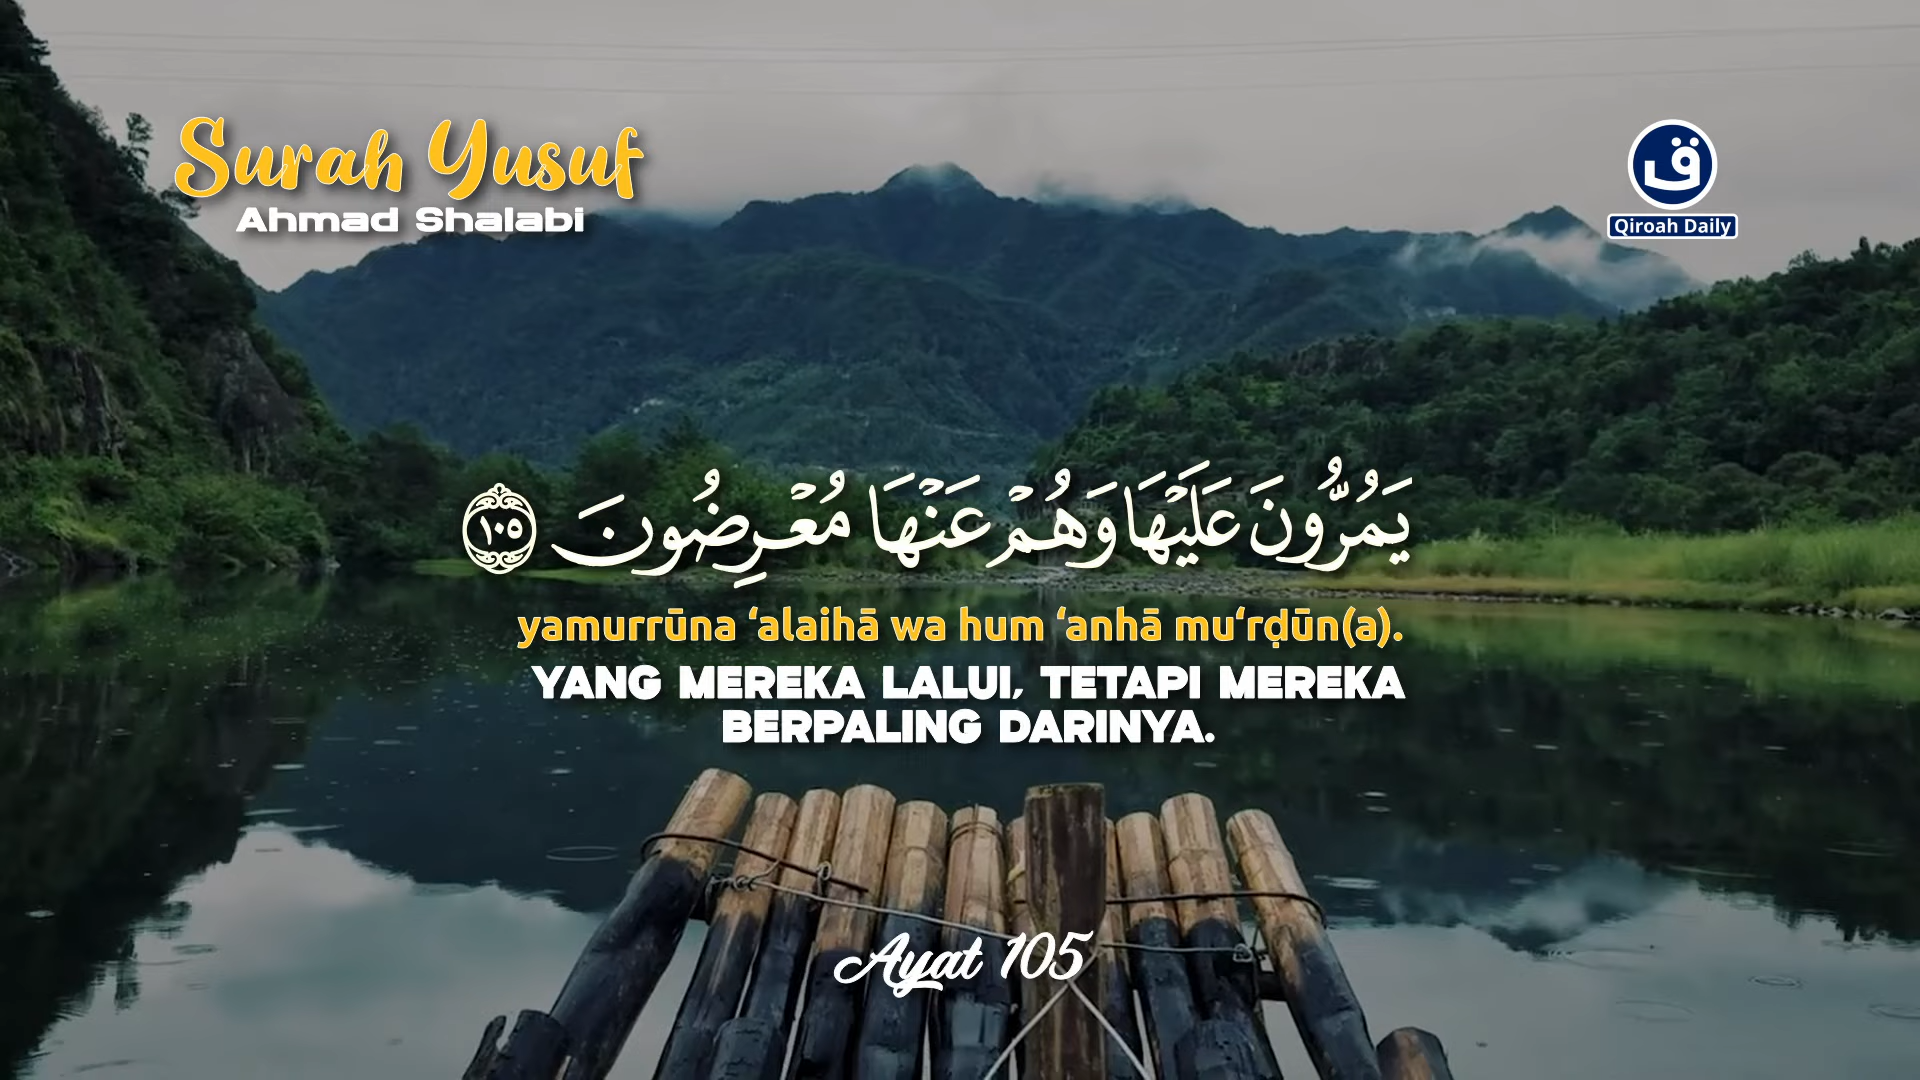 Surah Yusuf
Ahmad Shalabi
ق
Qiroah Daily
يَمُرُّونَ عَلَيْهَا وَهُمْ عَنْهَا مُعْرِضُونَ ١٠٥
yamurrūna ‘alaihā wa hum ‘anhā mu‘rḍūn(a).
YANG MEREKA LALUI, TETAPI MEREKA
BERPALING DARINYA.
Ayat 105